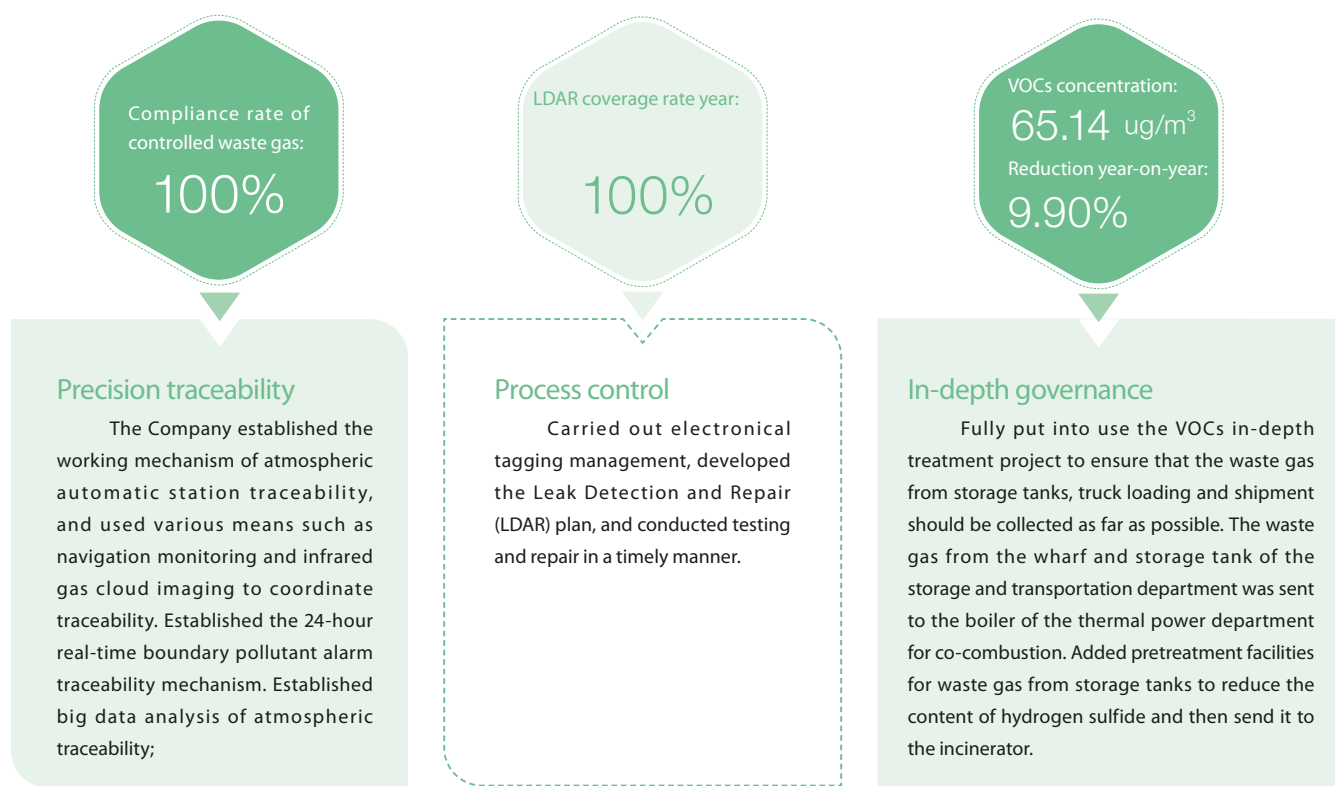 Compliance rate of
controlled waste gas:
100%
Precision traceability
The Company established the
working mechanism of atmospheric
automatic station traceability,
and used various means such as
navigation monitoring and infrared
gas cloud imaging to coordinate
traceability. Established the 24-hour
real-time boundary pollutant alarm
traceability mechanism. Established
big data analysis of atmospheric
traceability;
LDAR coverage rate year:
100%
Process control
Carried out electronical
tagging management, developed
the Leak Detection and Repair
(LDAR) plan, and conducted testing
and repair in a timely manner.
VOCs concentration:
65.14 ug/m³
Reduction year-on-year:
9.90%
In-depth governance
Fully put into use the VOCs in-depth
treatment project to ensure that the waste gas
from storage tanks, truck loading and shipment
should be collected as far as possible. The waste
gas from the wharf and storage tank of the
storage and transportation department was sent
to the boiler of the thermal power department
for co-combustion. Added pretreatment facilities
for waste gas from storage tanks to reduce the
content of hydrogen sulfide and then send it to
the incinerator.